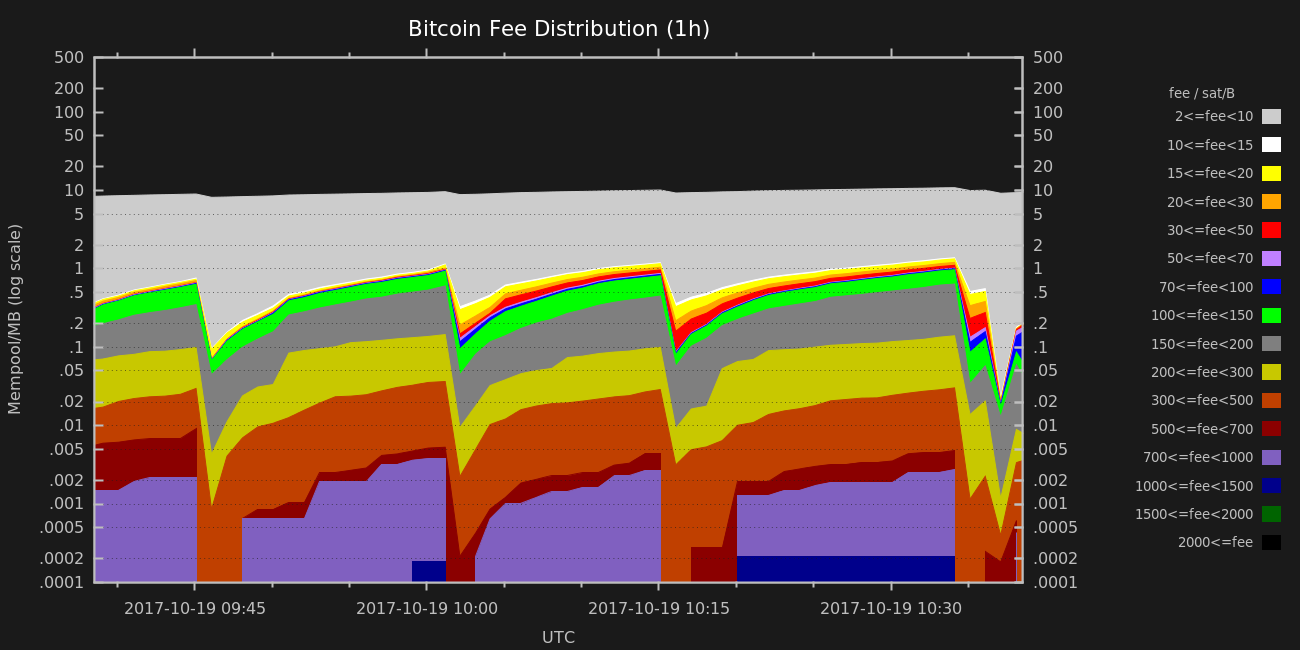 Bitcoin Fee Distribution (1h)
500 500
200 200
100 100
50 50
20 20
10 10
5 5
2 2
1 1
.5 .5
.2 .2
.1 .1
.05 .05
.02 .02
.01 .01
.005 .005
.002 .002
.001 .001
.0005 .0005
.0002 .0002
.0001 .0001
Mempool/MB (log scale)
2017-10-19 09:45 2017-10-19 10:00 2017-10-19 10:15 2017-10-19 10:30
UTC
fee / sat/B
2<=fee<10
10<=fee<15
15<=fee<20
20<=fee<30
30<=fee<50
50<=fee<70
70<=fee<100
100<=fee<150
150<=fee<200
200<=fee<300
300<=fee<500
500<=fee<700
700<=fee<1000
1000<=fee<1500
1500<=fee<2000
2000<=fee